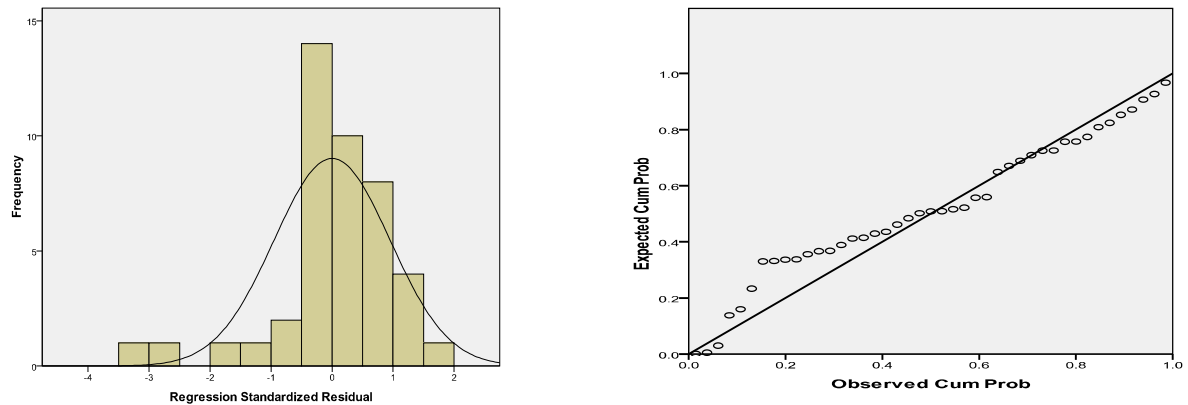 15
10
5
0
Frequency
-4 -3 -2 -1 0 1 2
Regression Standardized Residual
1.0
0.8
0.6
0.4
0.2
0.0
Expected Cum Prob
0.0 0.2 0.4 0.6 0.8 1.0
Observed Cum Prob